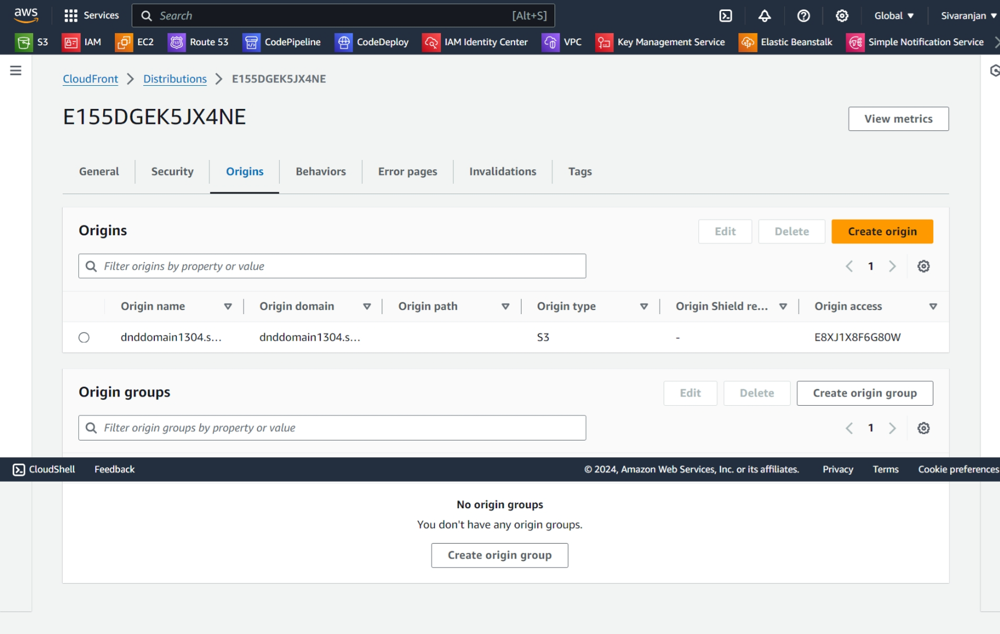 aws Services Search [Alt+S] Global ▼ Sivaranjan ▼
S3 IAM EC2 Route 53 CodePipeline CodeDeploy IAM Identity Center VPC Key Management Service Elastic Beanstalk Simple Notification Service
CloudFront > Distributions > E155DGEK5JX4NE
E155DGEK5JX4NE
View metrics
General Security Origins Behaviors Error pages Invalidations Tags
Origins Edit Delete Create origin
Filter origins by property or value 1
Origin name Origin domain Origin path Origin type Origin Shield re... Origin access
dnddomain1304.s... dnddomain1304.s... S3 - E8XJ1X8F6G80W
Origin groups Edit Delete Create origin group
Filter origin groups by property or value 1
CloudShell Feedback © 2024, Amazon Web Services, Inc. or its affiliates. Privacy Terms Cookie preferences
No origin groups
You don't have any origin groups.
Create origin group